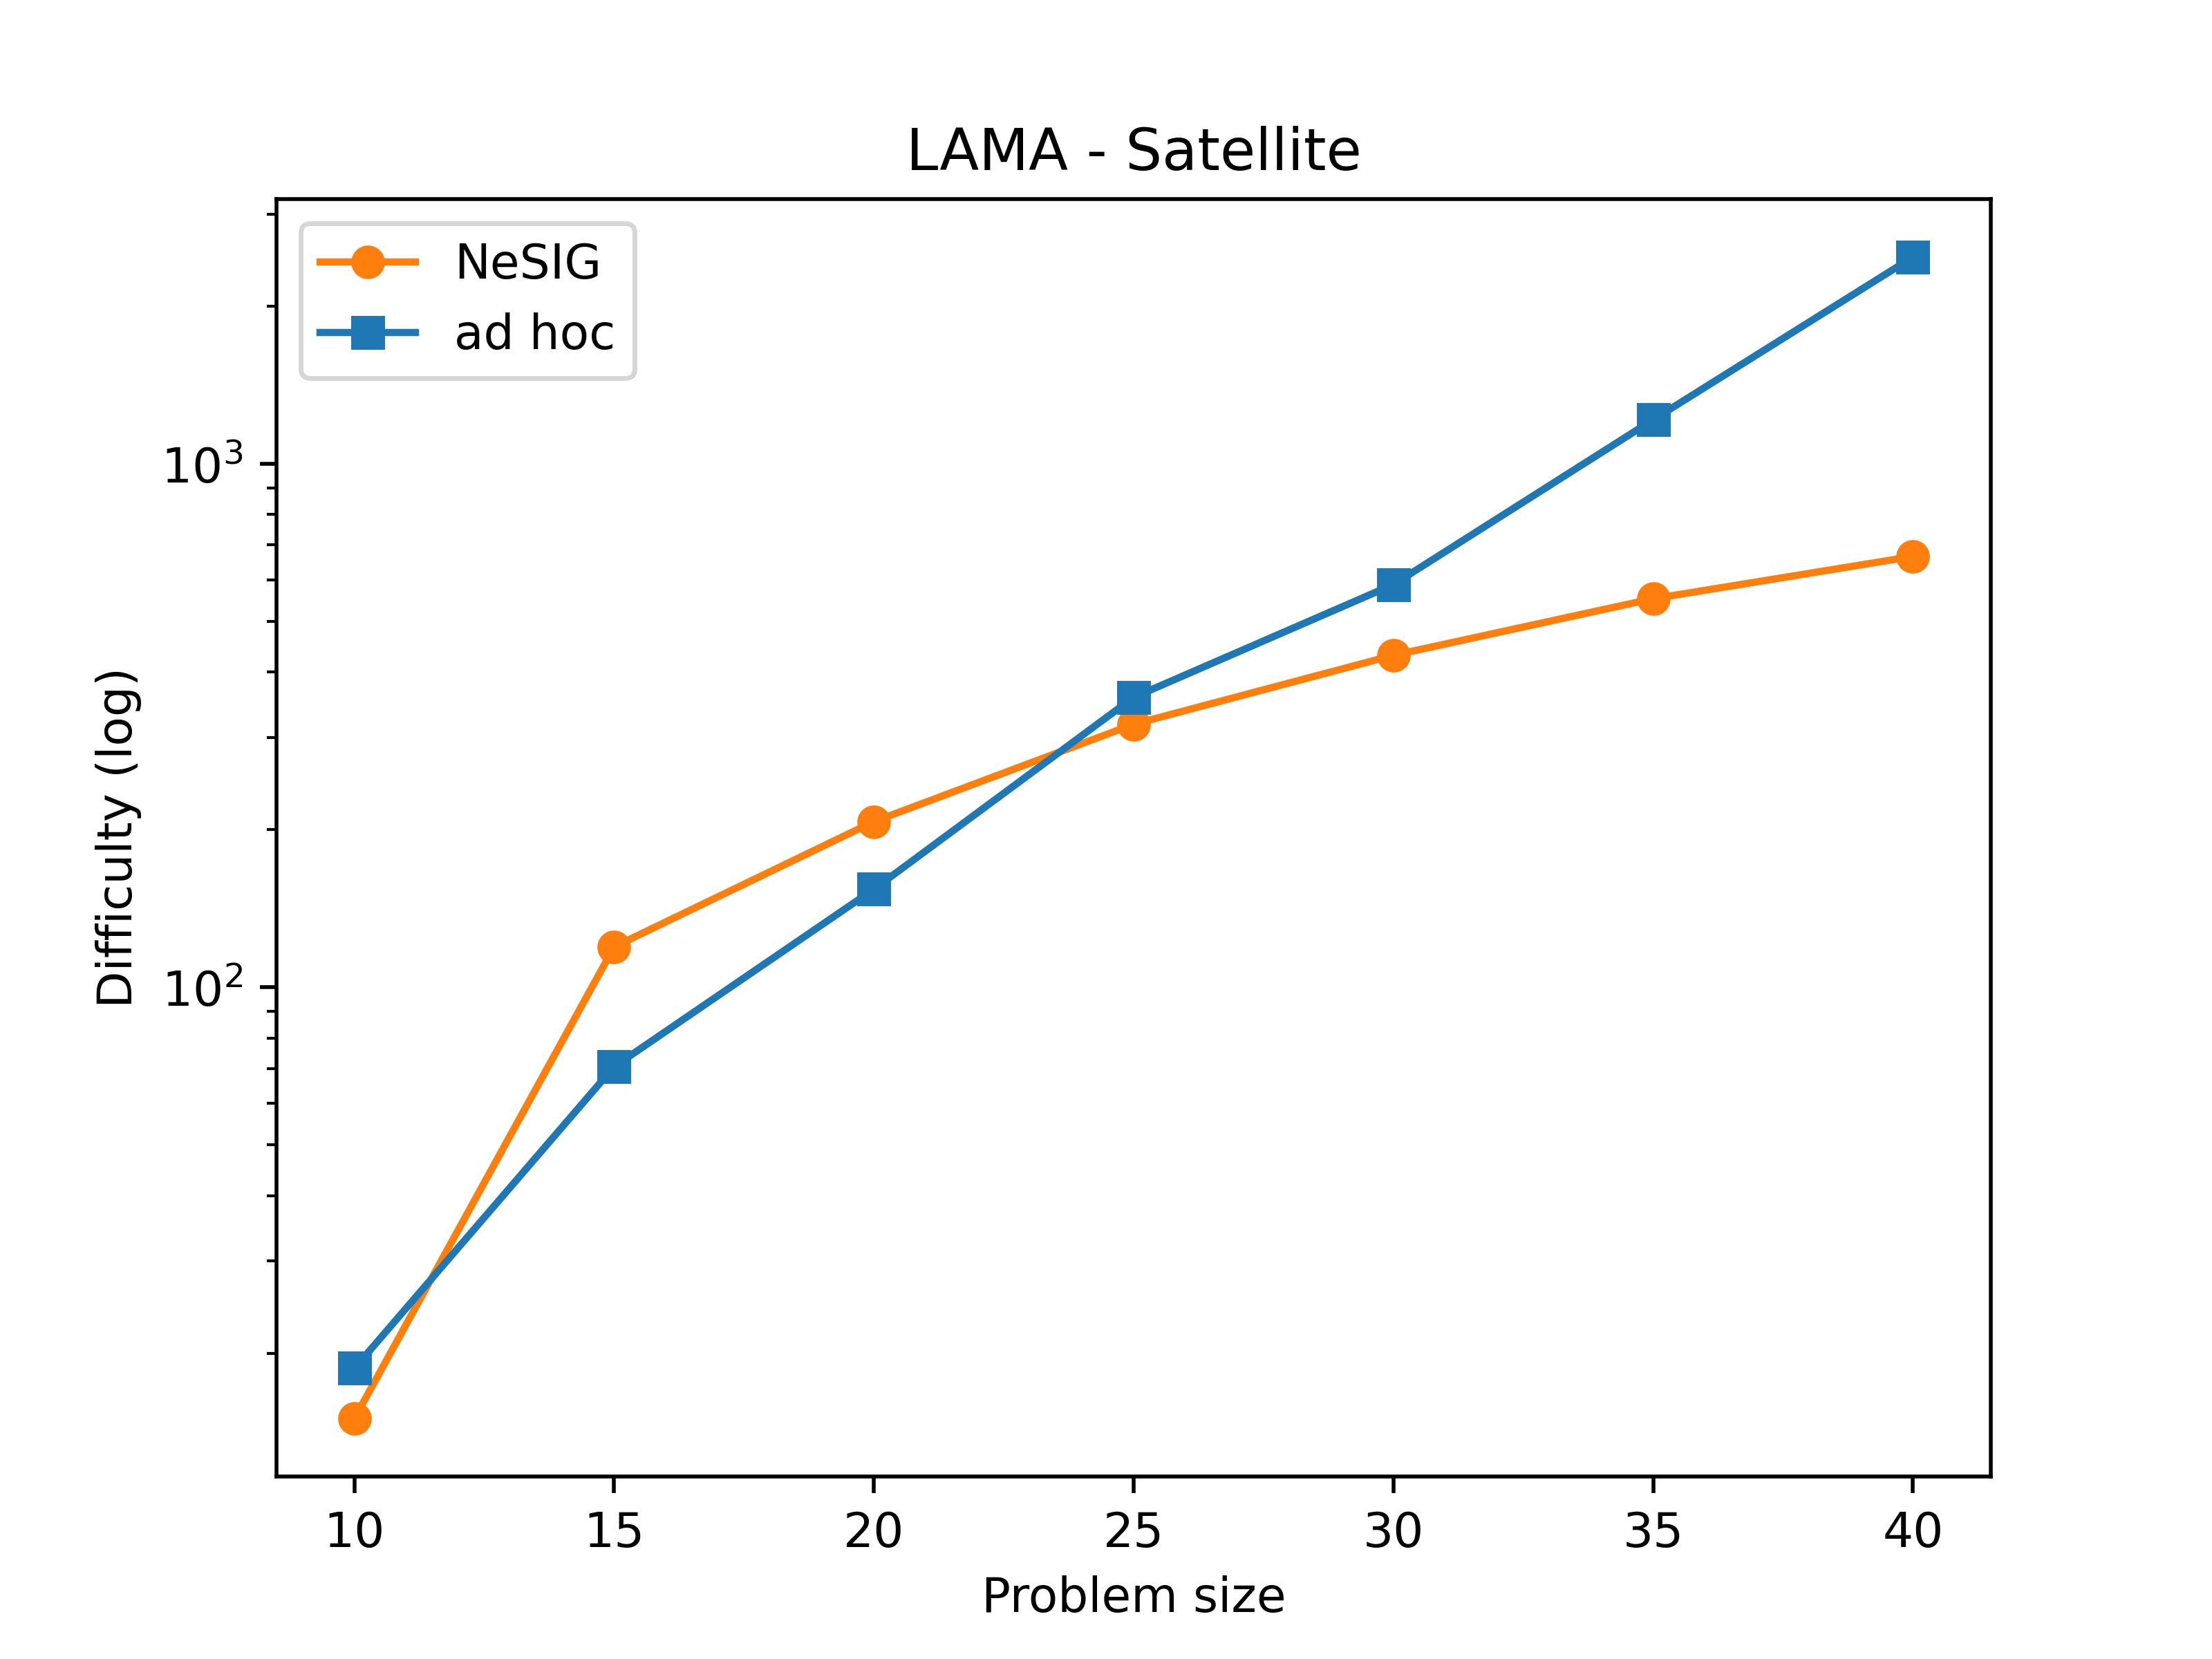 LAMA - Satellite
NeSIG
ad hoc
Difficulty (log)
10³
10²
10 15 20 25 30 35 40
Problem size